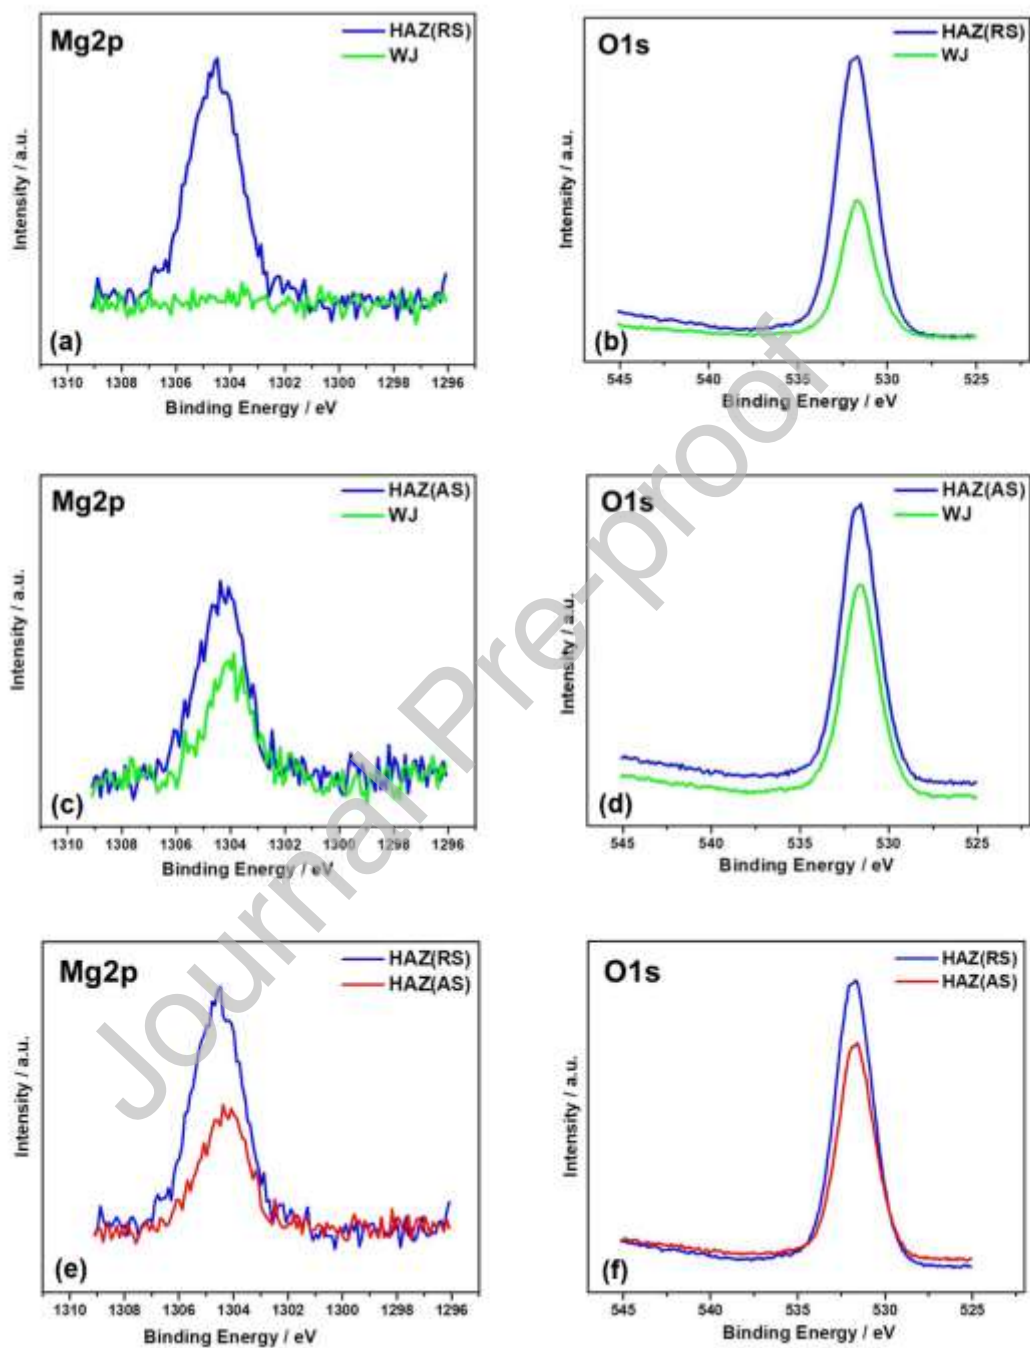 Mg2p
HAZ(RS)
WJ
Intensity / a.u.
(a)
1310 1308 1306 1304 1302 1300 1298 1296
Binding Energy / eV
O1s
HAZ(RS)
WJ
Intensity / a.u.
(b)
545 540 535 530 525
Binding Energy / eV
Mg2p
HAZ(AS)
WJ
Intensity / a.u.
(c)
1310 1308 1306 1304 1302 1300 1298 1296
Binding Energy / eV
O1s
HAZ(AS)
WJ
Intensity / a.u.
(d)
545 540 535 530 525
Binding Energy / eV
Mg2p
HAZ(RS)
HAZ(AS)
Intensity / a.u.
(e)
1310 1308 1306 1304 1302 1300 1298 1296
Binding Energy / eV
O1s
HAZ(RS)
HAZ(AS)
Intensity / a.u.
(f)
545 540 535 530 525
Binding Energy / eV
Journal Pre-proof